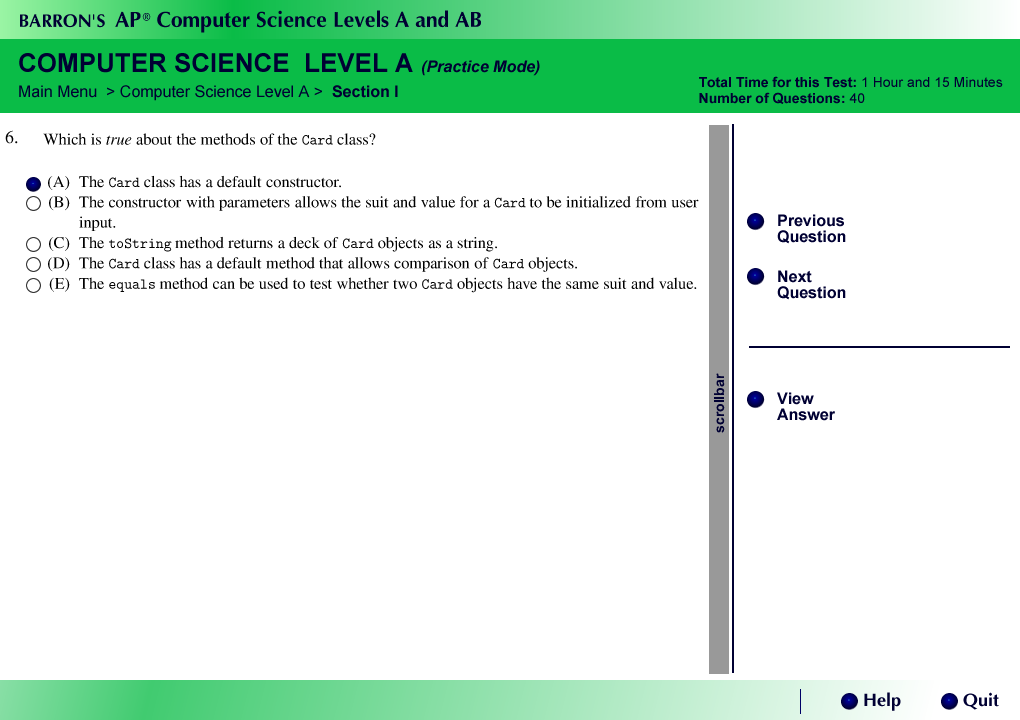 BARRON'S AP® Computer Science Levels A and AB
COMPUTER SCIENCE LEVEL A (Practice Mode)
Main Menu > Computer Science Level A > Section I
Total Time for this Test: 1 Hour and 15 Minutes
Number of Questions: 40
6. Which is true about the methods of the Card class?
(A) The Card class has a default constructor.
(B) The constructor with parameters allows the suit and value for a Card to be initialized from user
input.
(C) The toString method returns a deck of Card objects as a string.
(D) The Card class has a default method that allows comparison of Card objects.
(E) The equals method can be used to test whether two Card objects have the same suit and value.
scrollbar
Previous
Question
Next
Question
View
Answer
Help
Quit